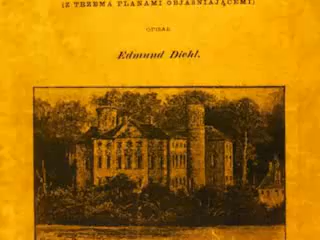 (Z TRZEMA PLANAMI OBJAŚNIAJĄCEMI)
OPISAŁ
Edmund Diehl.